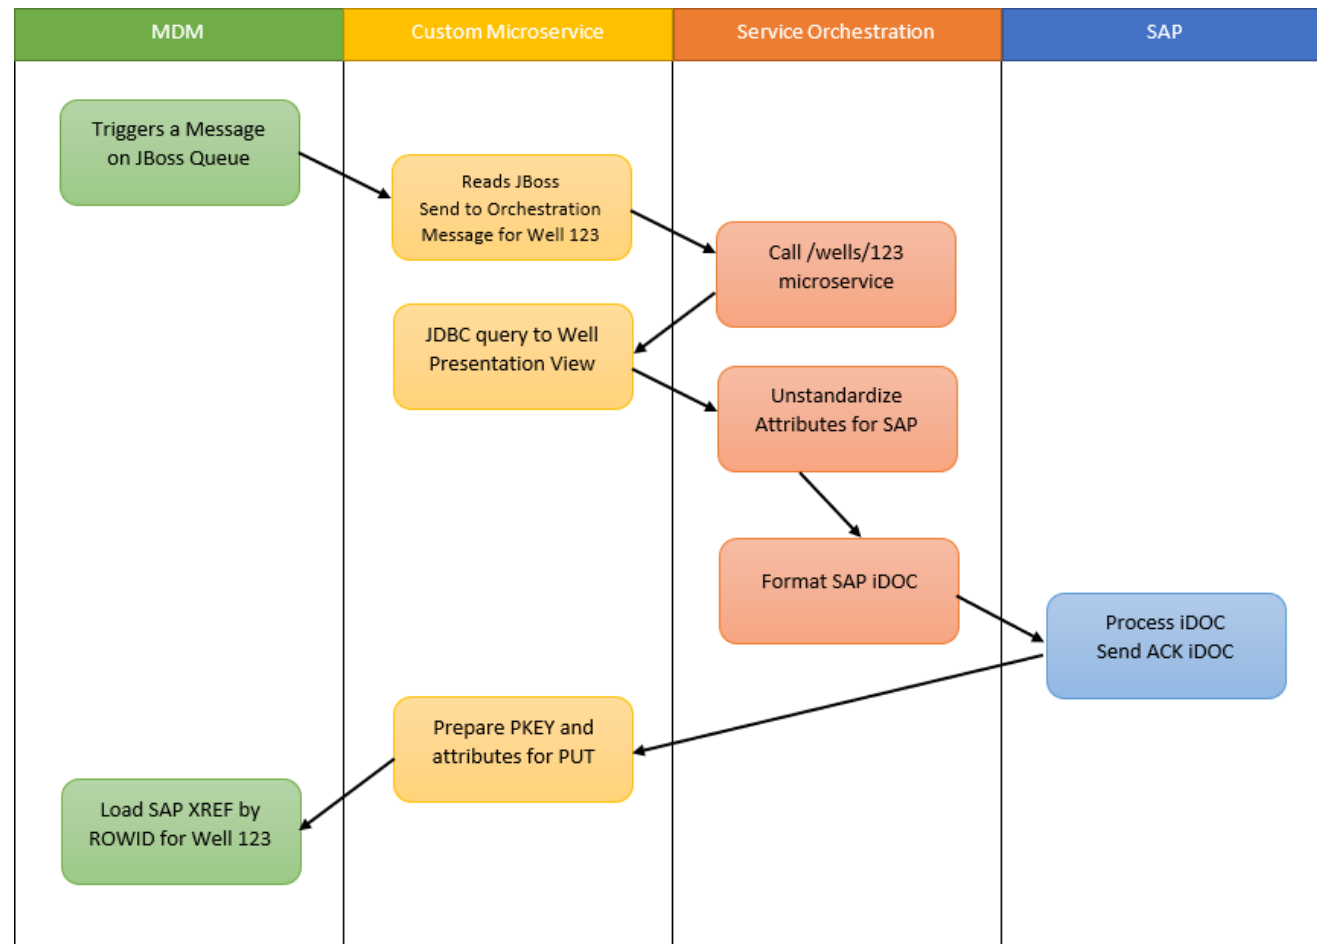 MDM
Custom Microservice
Service Orchestration
SAP
Triggers a Message
on JBoss Queue
Reads JBoss
Send to Orchestration
Message for Well 123
Call /wells/123
microservice
JDBC query to Well
Presentation View
Unstandardize
Attributes for SAP
Format SAP iDOC
Process iDOC
Send ACK iDOC
Prepare PKEY and
attributes for PUT
Load SAP XREF by
ROWID for Well 123